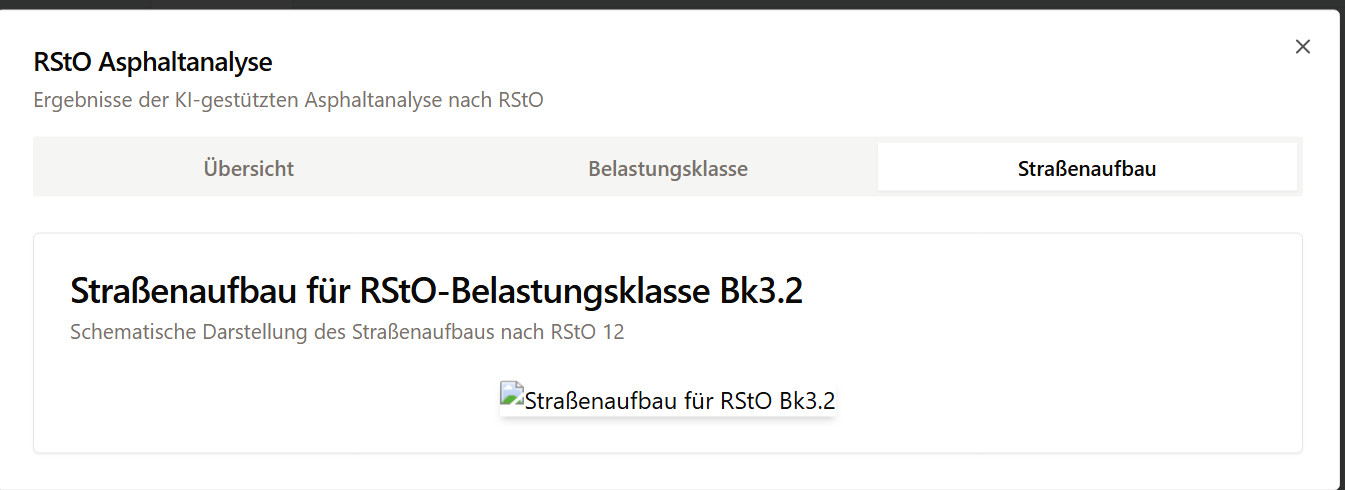 RStO Asphaltanalyse
Ergebnisse der KI-gestützten Asphaltanalyse nach RStO
Übersicht
Belastungsklasse
Straßenaufbau
Straßenaufbau für RStO-Belastungsklasse Bk3.2
Schematische Darstellung des Straßenaufbaus nach RStO 12
Straßenaufbau für RStO Bk3.2